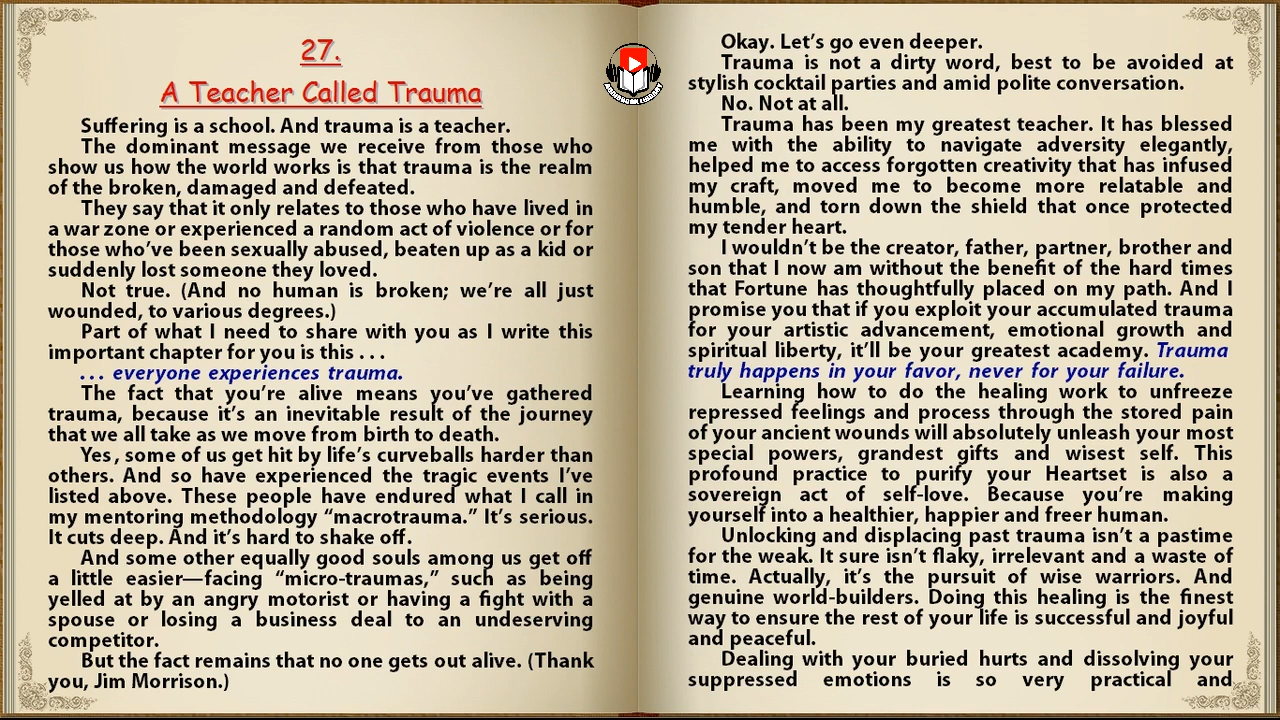 27.
A Teacher Called Trauma
Suffering is a school. And trauma is a teacher.
The dominant message we receive from those who
show us how the world works is that trauma is the realm
of the broken, damaged and defeated.
They say that it only relates to those who have lived in
a war zone or experienced a random act of violence or for
those who've been sexually abused, beaten up as a kid or
suddenly lost someone they loved.
Not true. (And no human is broken; we're all just
wounded, to various degrees.)
Part of what I need to share with you as I write this
important chapter for you is this . . .
. . . everyone experiences trauma.
The fact that you're alive means you've gathered
trauma, because it's an inevitable result of the journey
that we all take as we move from birth to death.
Yes, some of us get hit by life's curveballs harder than
others. And so have experienced the tragic events I've
listed above. These people have endured what I call in
my mentoring methodology “macrotrauma.” It's serious.
It cuts deep. And it's hard to shake off.
And some other equally good souls among us get off
a little easier—facing “micro-traumas,” such as being
yelled at by an angry motorist or having a fight with a
spouse or losing a business deal to an undeserving
competitor.
But the fact remains that no one gets out alive. (Thank
you, Jim Morrison.)
Okay. Let's go even deeper.
Trauma is not a dirty word, best to be avoided at
stylish cocktail parties and amid polite conversation.
No. Not at all.
Trauma has been my greatest teacher. It has blessed
me with the ability to navigate adversity elegantly,
helped me to access forgotten creativity that has infused
my craft, moved me to become more relatable and
humble, and torn down the shield that once protected
my tender heart.
I wouldn't be the creator, father, partner, brother and
son that I now am without the benefit of the hard times
that Fortune has thoughtfully placed on my path. And I
promise you that if you exploit your accumulated trauma
for your artistic advancement, emotional growth and
spiritual liberty, it'll be your greatest academy. Trauma
truly happens in your favor, never for your failure.
Learning how to do the healing work to unfreeze
repressed feelings and process through the stored pain
of your ancient wounds will absolutely unleash your most
special powers, grandest gifts and wisest self. This
profound practice to purify your Heartset is also a
sovereign act of self-love. Because you're making
yourself into a healthier, happier and freer human.
Unlocking and displacing past trauma isn't a pastime
for the weak. It sure isn't flaky, irrelevant and a waste of
time. Actually, it's the pursuit of wise warriors. And
genuine world-builders. Doing this healing is the finest
way to ensure the rest of your life is successful and joyful
and peaceful.
Dealing with your buried hurts and dissolving your
suppressed emotions is so very practical and